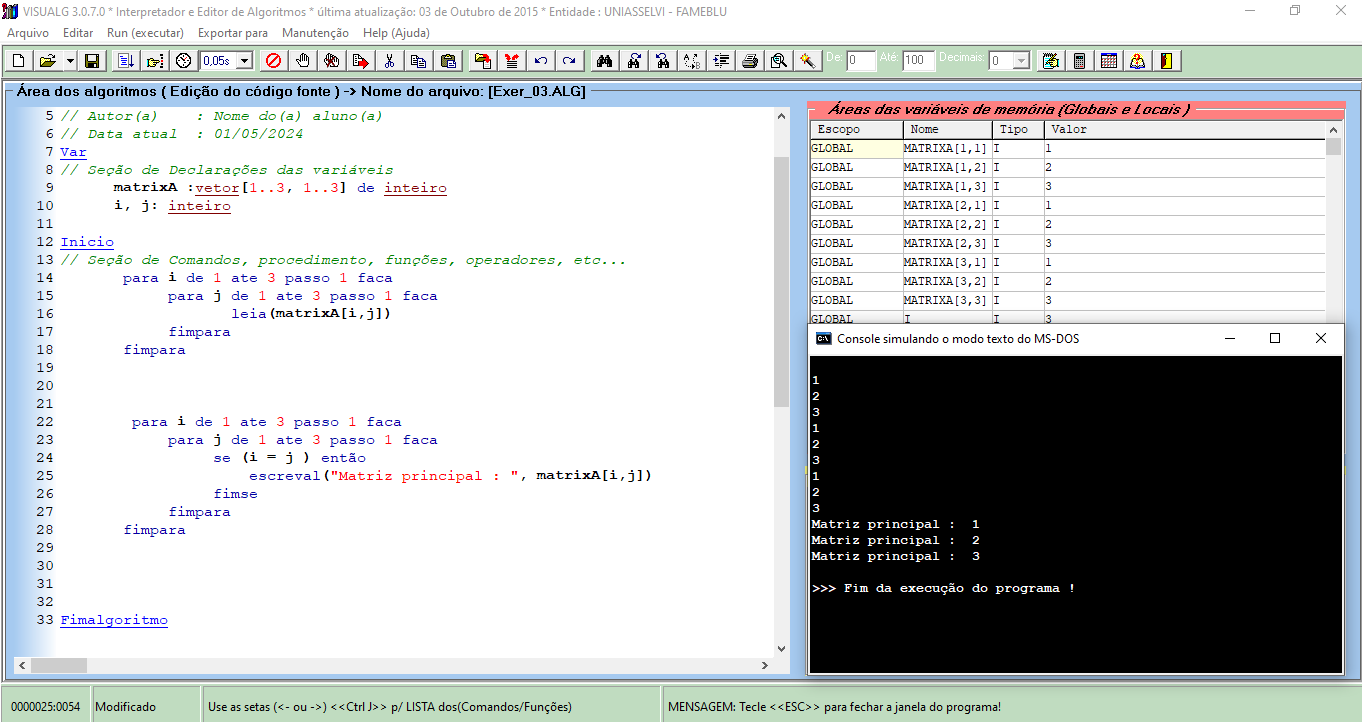 VISUALG 3.0.7.0 * Interpretador e Editor de Algoritmos * última atualização: 03 de Outubro de 2015 * Entidade : UNIASSELVI - FAMEBLU
Arquivo Editar Run (executar) Exportar para Manutenção Help (Ajuda)
0,05s De: 0 Até: 100 Decimais: 0
Área dos algoritmos ( Edição do código fonte ) -> Nome do arquivo: [Exer_03.ALG]
5 // Autor(a)    : Nome do(a) aluno(a)
6 // Data atual  : 01/05/2024
7 Var
8 // Seção de Declarações das variáveis
9       matrixA :vetor[1..3, 1..3] de inteiro
10       i, j: inteiro
11
12 Inicio
13 // Seção de Comandos, procedimento, funções, operadores, etc...
14        para i de 1 ate 3 passo 1 faca
15             para j de 1 ate 3 passo 1 faca
16                    leia(matrixA[i,j])
17             fimpara
18        fimpara
19
20
21
22         para i de 1 ate 3 passo 1 faca
23             para j de 1 ate 3 passo 1 faca
24                  se (i = j ) então
25                      escreval("Matriz principal : ", matrixA[i,j])
26                  fimse
27             fimpara
28        fimpara
29
30
31
32
33 Fimalgoritmo
Áreas das variáveis de memória (Globais e Locais )
Escopo Nome Tipo Valor
GLOBAL MATRIXA[1,1] I 1
GLOBAL MATRIXA[1,2] I 2
GLOBAL MATRIXA[1,3] I 3
GLOBAL MATRIXA[2,1] I 1
GLOBAL MATRIXA[2,2] I 2
GLOBAL MATRIXA[2,3] I 3
GLOBAL MATRIXA[3,1] I 1
GLOBAL MATRIXA[3,2] I 2
GLOBAL MATRIXA[3,3] I 3
GLOBAL I I 3
Console simulando o modo texto do MS-DOS
1
2
3
1
2
3
1
2
3
Matriz principal :  1
Matriz principal :  2
Matriz principal :  3
>>> Fim da execução do programa !
0000025:0054 Modificado Use as setas (<- ou ->) <<Ctrl J>> p/ LISTA dos(Comandos/Funções) MENSAGEM: Tecle <<ESC>> para fechar a janela do programa!